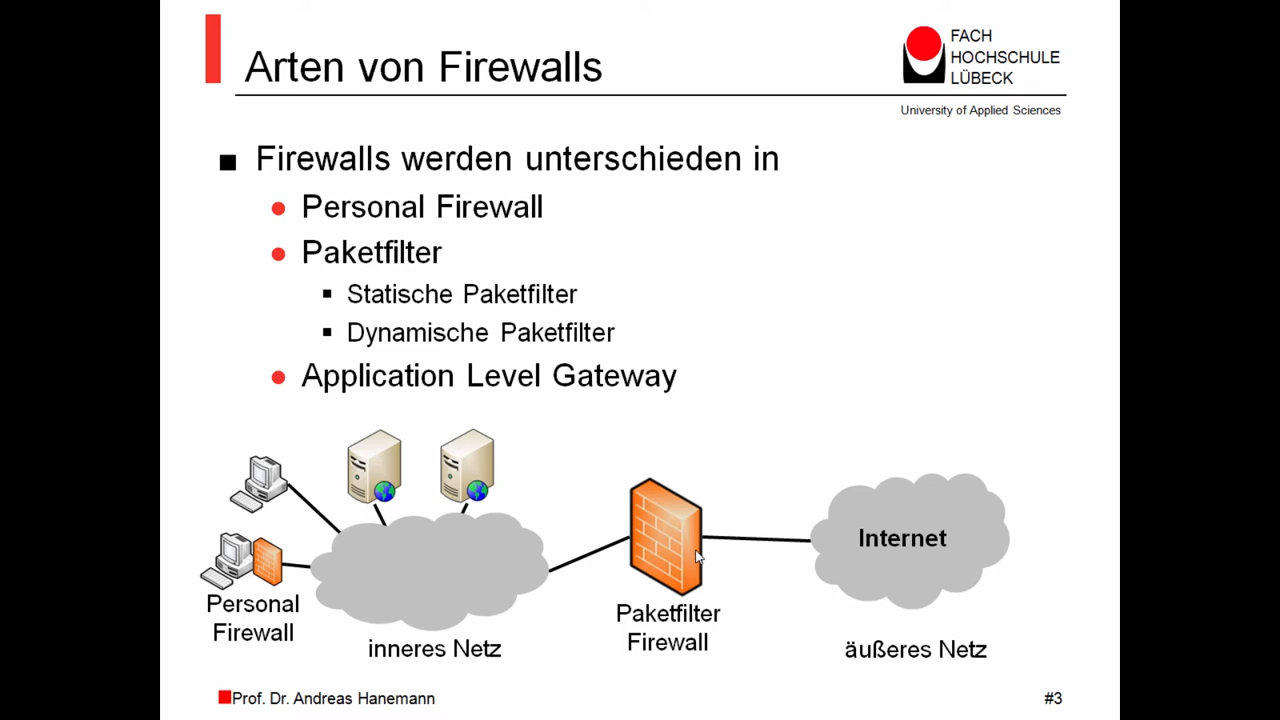 Arten von Firewalls
FACH
HOCHSCHULE
LÜBECK
University of Applied Sciences
Firewalls werden unterschieden in
Personal Firewall
Paketfilter
Statische Paketfilter
Dynamische Paketfilter
Application Level Gateway
Internet
Personal
Firewall
inneres Netz
Paketfilter
Firewall
äußeres Netz
Prof. Dr. Andreas Hanemann
#3